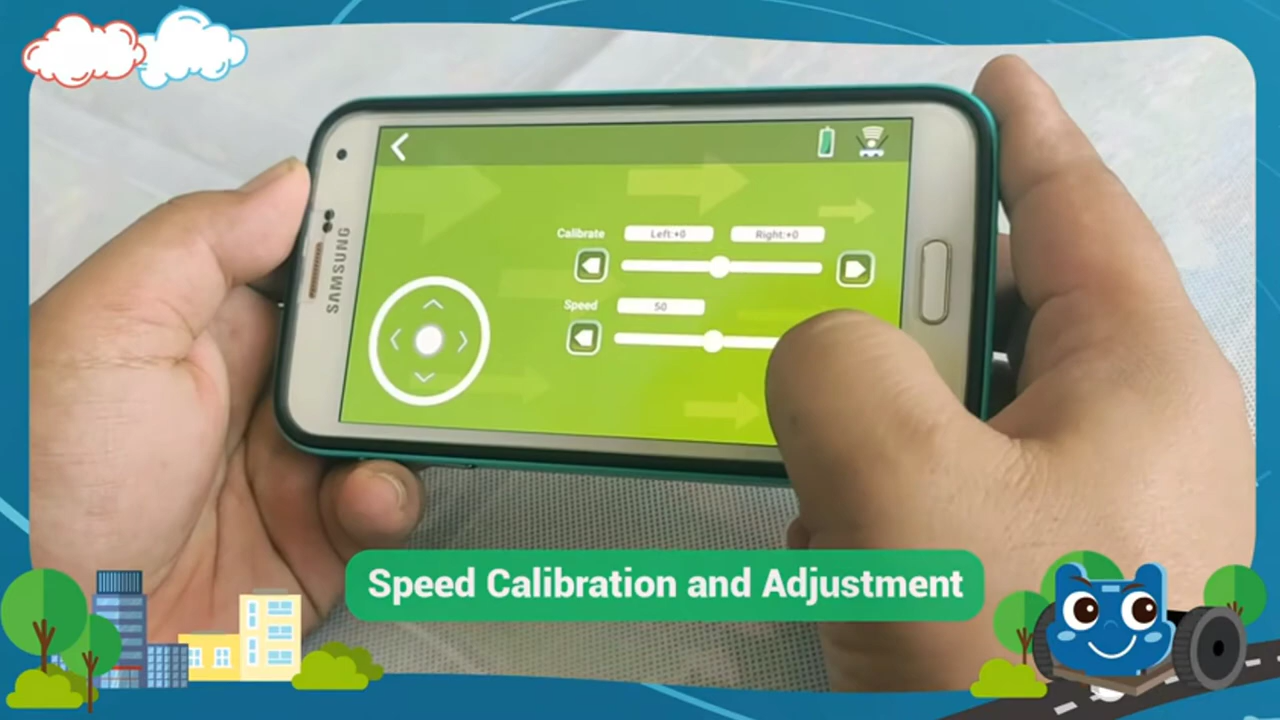 SAMSUNG
Calibrate Left:+0 Right:+0
Speed 50
Speed Calibration and Adjustment